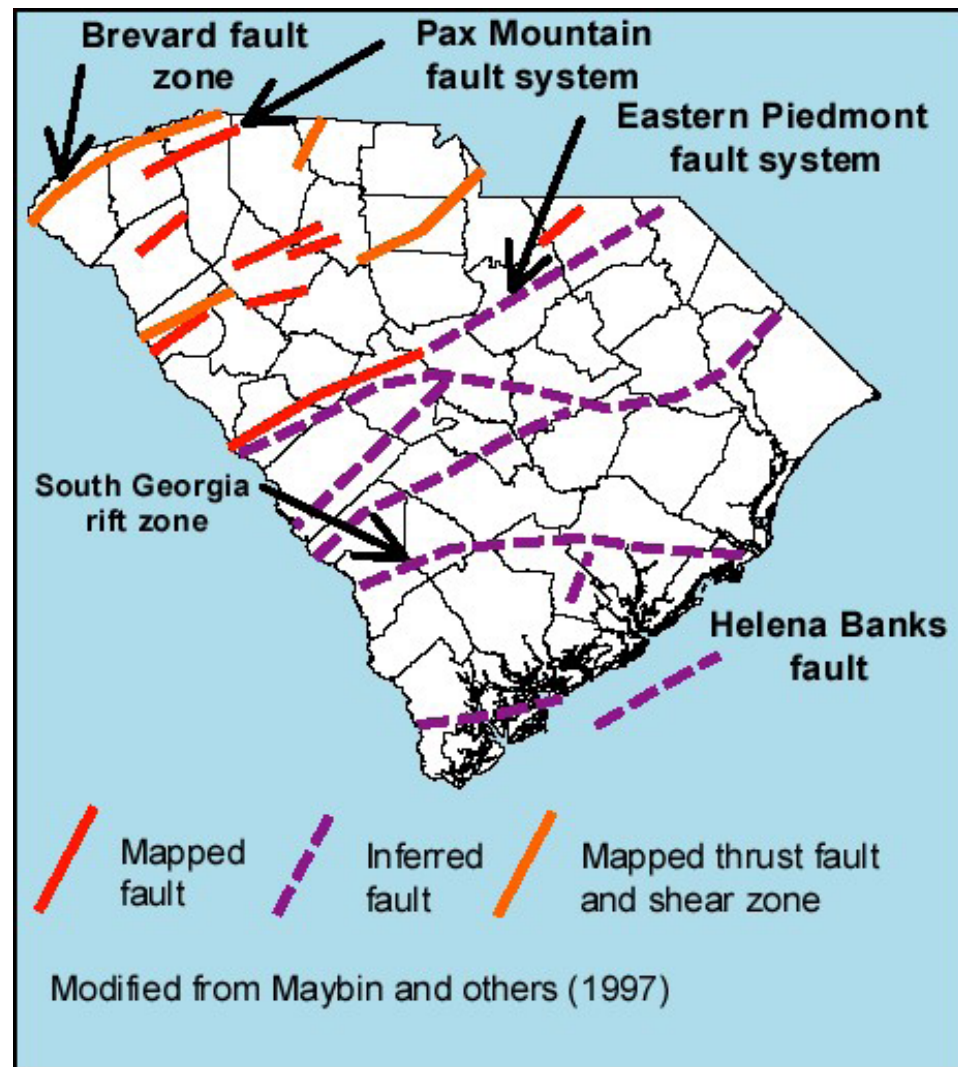 Brevard fault
zone
Pax Mountain
fault system
Eastern Piedmont
fault system
South Georgia
rift zone
Helena Banks
fault
Mapped
fault
Inferred
fault
Mapped thrust fault
and shear zone
Modified from Maybin and others (1997)